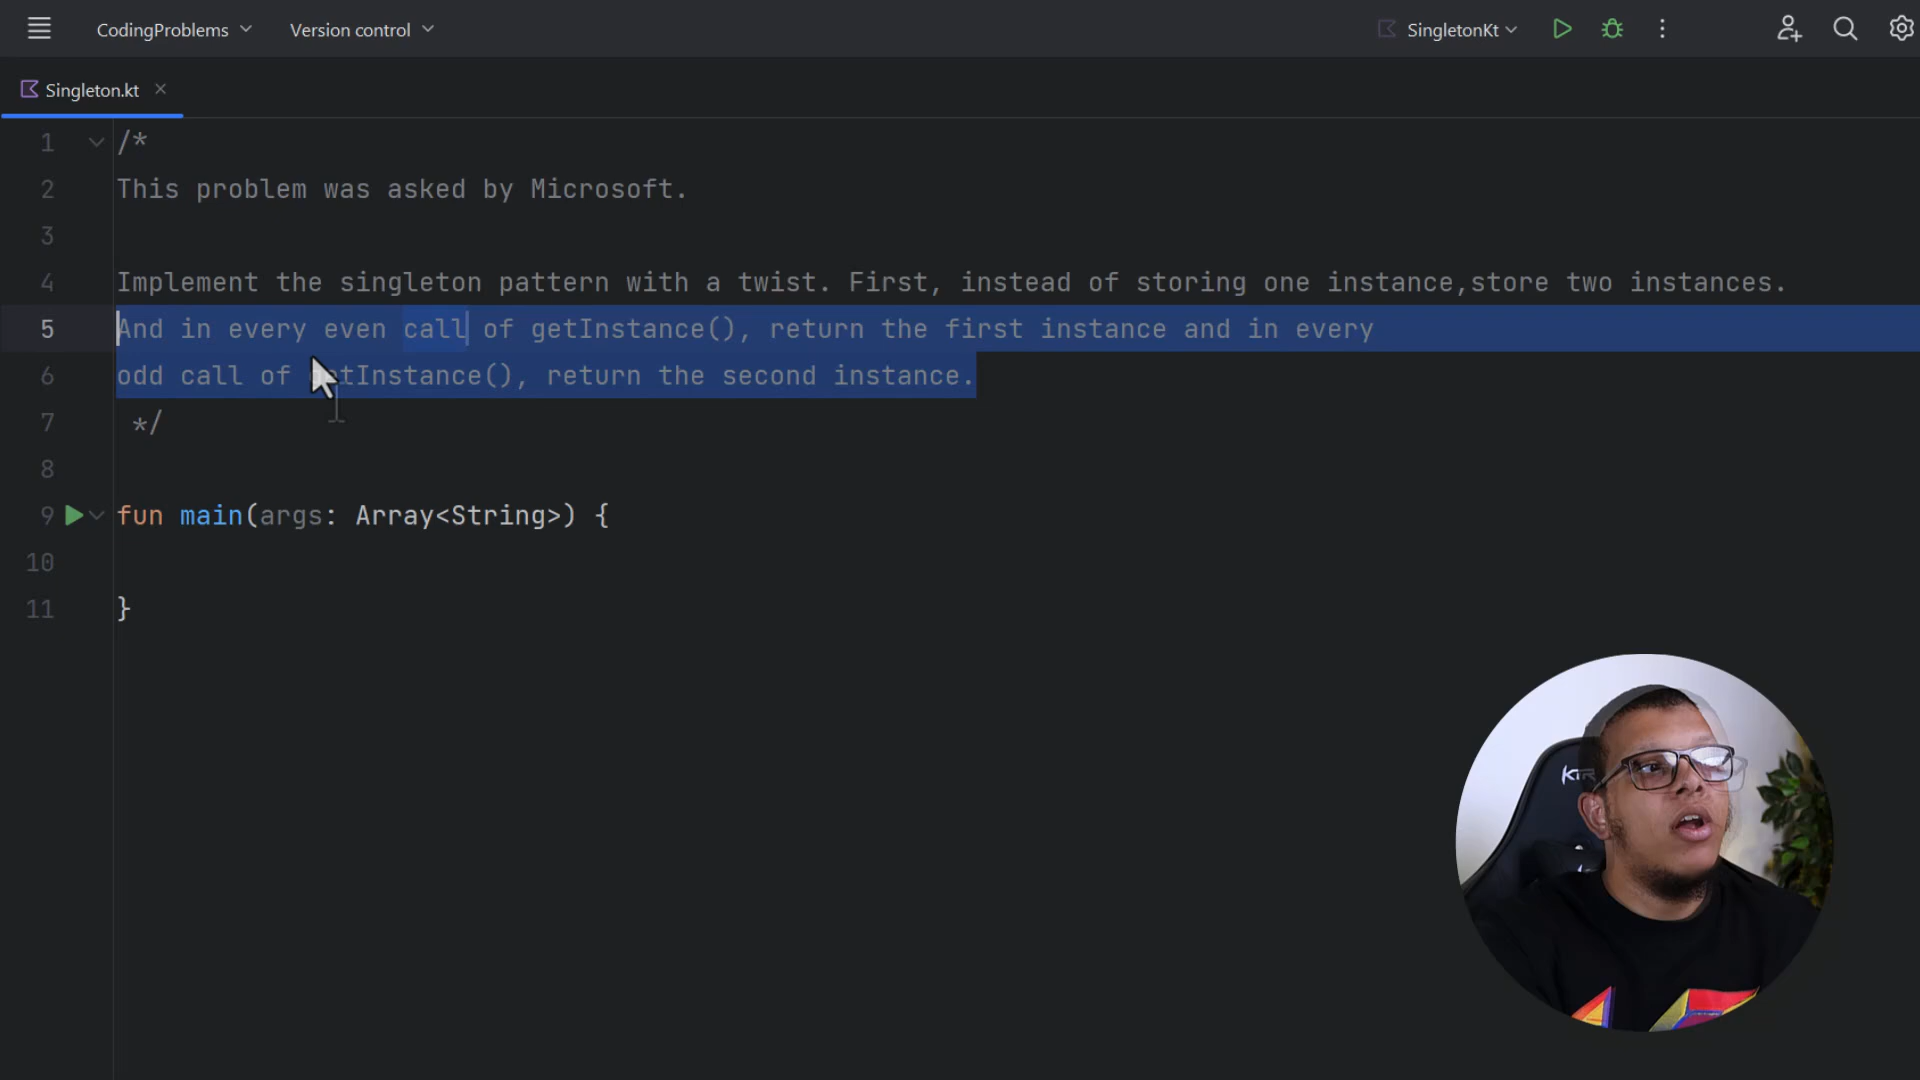 CodingProblems
Version control
SingletonKt
Singleton.kt
1 /*
2 This problem was asked by Microsoft.
3
4 Implement the singleton pattern with a twist. First, instead of storing one instance,store two instances.
5 And in every even call of getInstance(), return the first instance and in every
6 odd call of getInstance(), return the second instance.
7 */
8
9 fun main(args: Array<String>) {
10
11 }